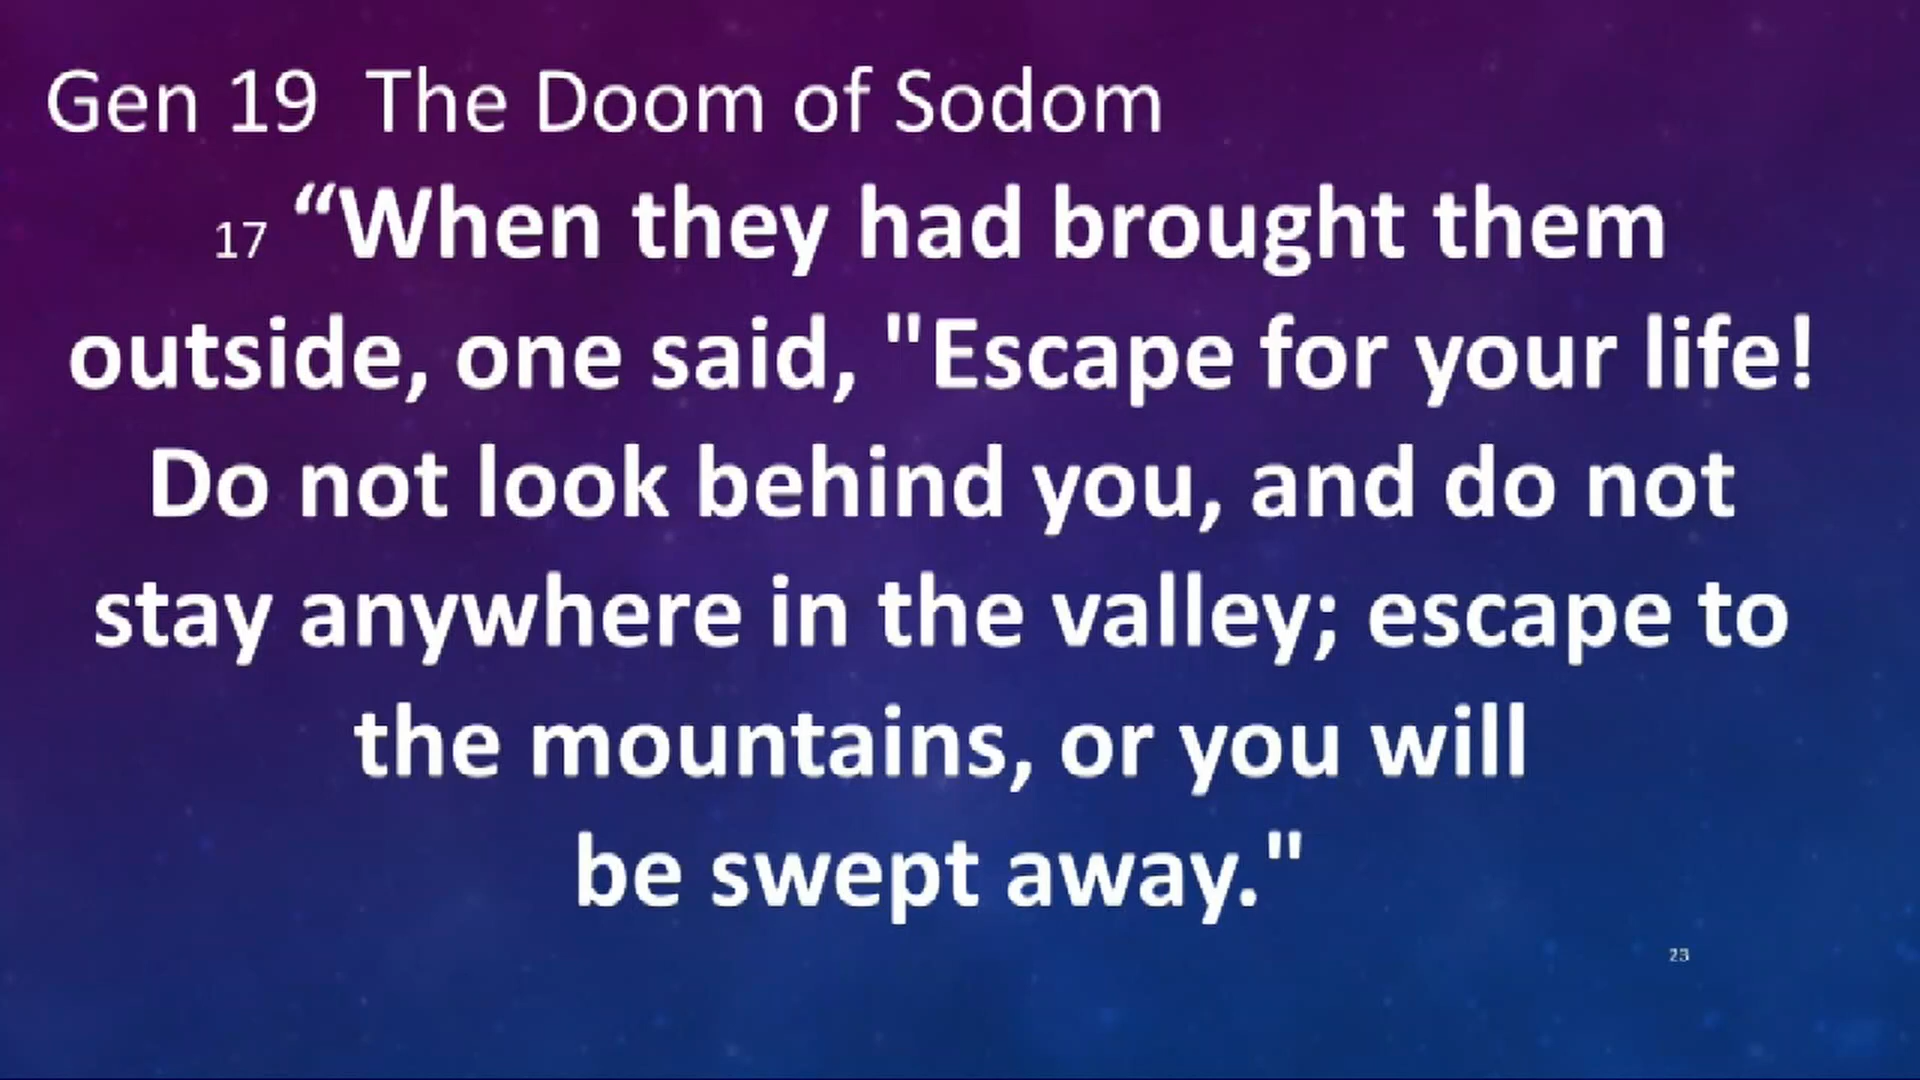 Gen 19  The Doom of Sodom
17 “When they had brought them
outside, one said, "Escape for your life!
Do not look behind you, and do not
stay anywhere in the valley; escape to
the mountains, or you will
be swept away."
23